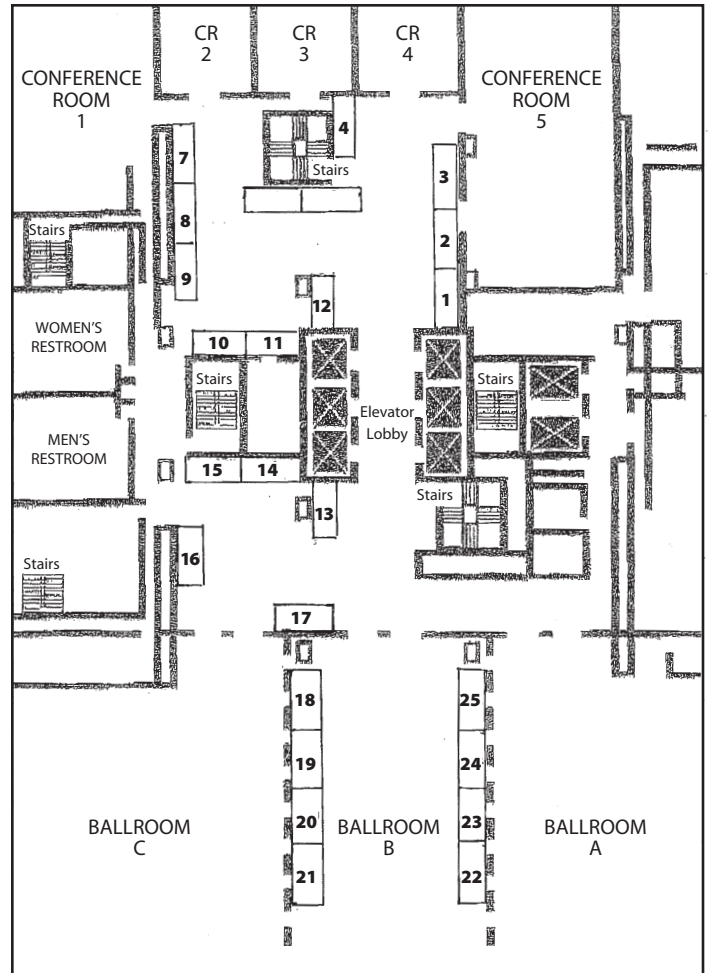 CR
2
CR
3
CR
4
CONFERENCE
ROOM
1
CONFERENCE
ROOM
5
4
7
Stairs
3
8
Stairs
2
9
1
12
WOMEN'S
RESTROOM
10
11
Stairs
Stairs
Elevator
Lobby
MEN'S
RESTROOM
15
14
Stairs
13
16
Stairs
17
18
25
19
24
BALLROOM
C
20
BALLROOM
B
23
BALLROOM
A
21
22